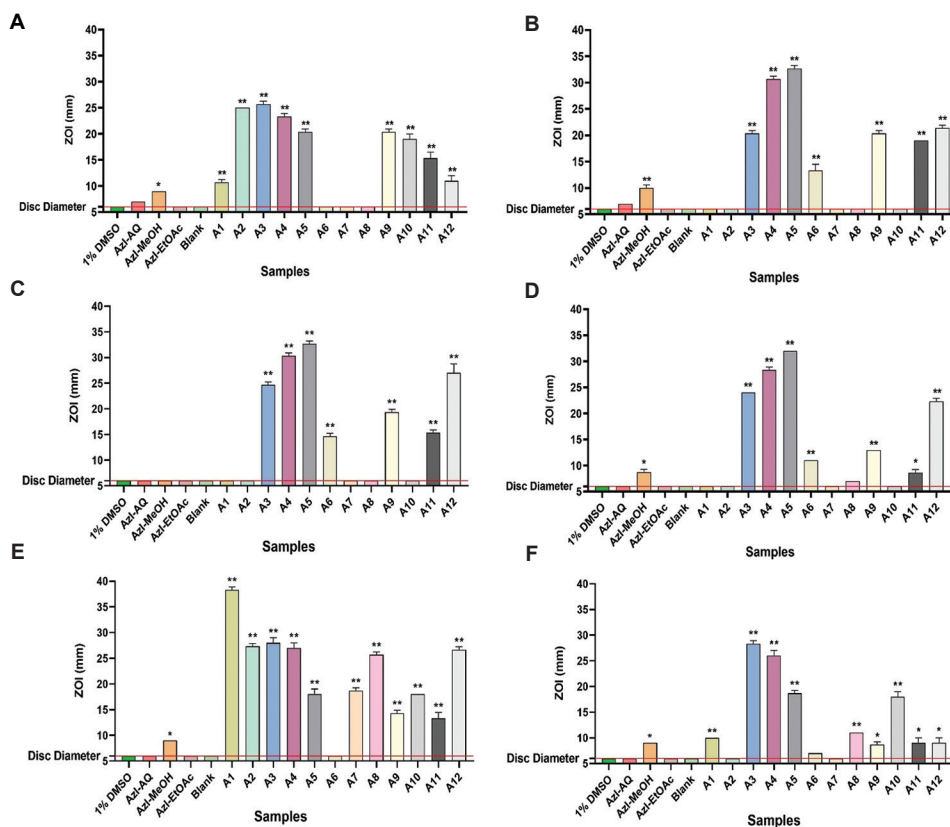 A
ZOI (mm)
40
35
30
25
20
15
10
5
Disc Diameter
* ** ** ** ** ** ** ** ** **
1% DMSO Azl-AQ Azl-MeOH Azl-EtOAc Blank A1 A2 A3 A4 A5 A6 A7 A8 A9 A10 A11 A12
Samples
B
ZOI (mm)
40
35
30
25
20
15
10
5
Disc Diameter
** ** ** ** ** ** ** **
1% DMSO Azl-AQ Azl-MeOH Azl-EtOAc Blank A1 A2 A3 A4 A5 A6 A7 A8 A9 A10 A11 A12
Samples
C
ZOI (mm)
40
35
30
25
20
15
10
5
Disc Diameter
** ** ** ** ** ** **
1% DMSO Azl-AQ Azl-MeOH Azl-EtOAc Blank A1 A2 A3 A4 A5 A6 A7 A8 A9 A10 A11 A12
Samples
D
ZOI (mm)
40
35
30
25
20
15
10
5
Disc Diameter
* ** ** ** ** ** * **
1% DMSO Azl-AQ Azl-MeOH Azl-EtOAc Blank A1 A2 A3 A4 A5 A6 A7 A8 A9 A10 A11 A12
Samples
E
ZOI (mm)
40
35
30
25
20
15
10
5
Disc Diameter
* ** ** ** ** ** ** ** ** ** ** **
1% DMSO Azl-AQ Azl-MeOH Azl-EtOAc Blank A1 A2 A3 A4 A5 A6 A7 A8 A9 A10 A11 A12
Samples
F
ZOI (mm)
40
35
30
25
20
15
10
5
Disc Diameter
* ** ** ** ** ** * ** * *
1% DMSO Azl-AQ Azl-MeOH Azl-EtOAc Blank A1 A2 A3 A4 A5 A6 A7 A8 A9 A10 A11 A12
Samples